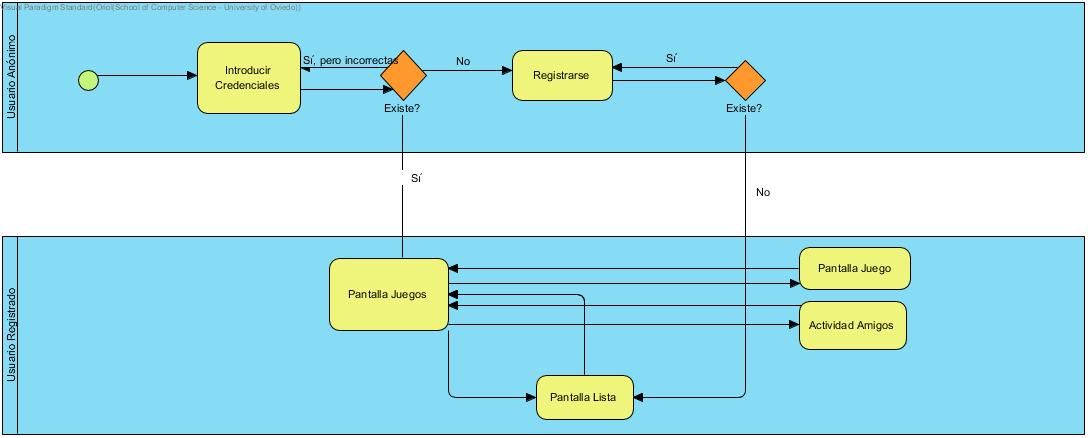 Visual Paradigm Standard(Oriol(School of Computer Science - University of Oviedo))
Usuario Anónimo
Introducir
Credenciales
Sí, pero incorrectas
Existe?
No
Registrarse
Sí
Existe?
Sí
No
Usuario Registrado
Pantalla Juegos
Pantalla Juego
Actividad Amigos
Pantalla Lista